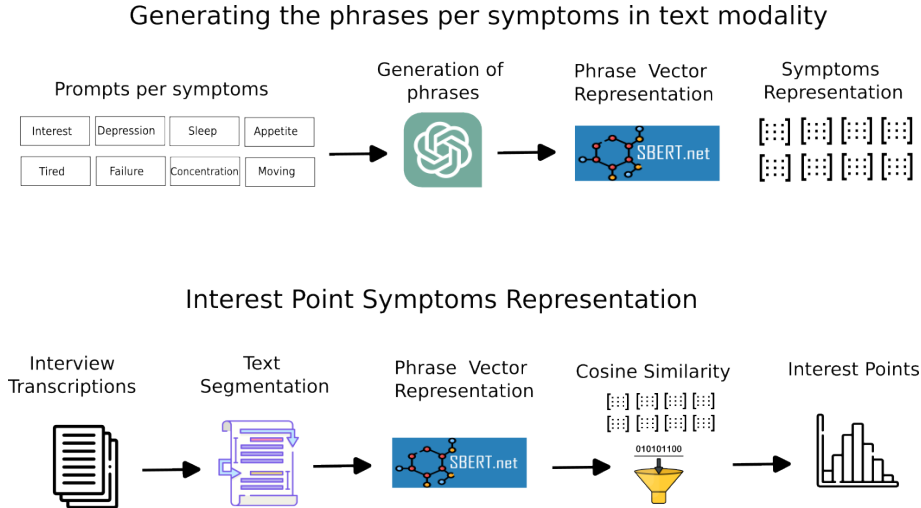 Generating the phrases per symptoms in text modality
Prompts per symptoms
Generation of
phrases
Phrase Vector
Representation
Symptoms
Representation
Interest
Depression
Sleep
Appetite
Tired
Failure
Concentration
Moving
SBERT.net
Interest Point Symptoms Representation
Interview
Transcriptions
Text
Segmentation
Phrase Vector
Representation
Cosine Similarity
Interest Points
SBERT.net
010101100